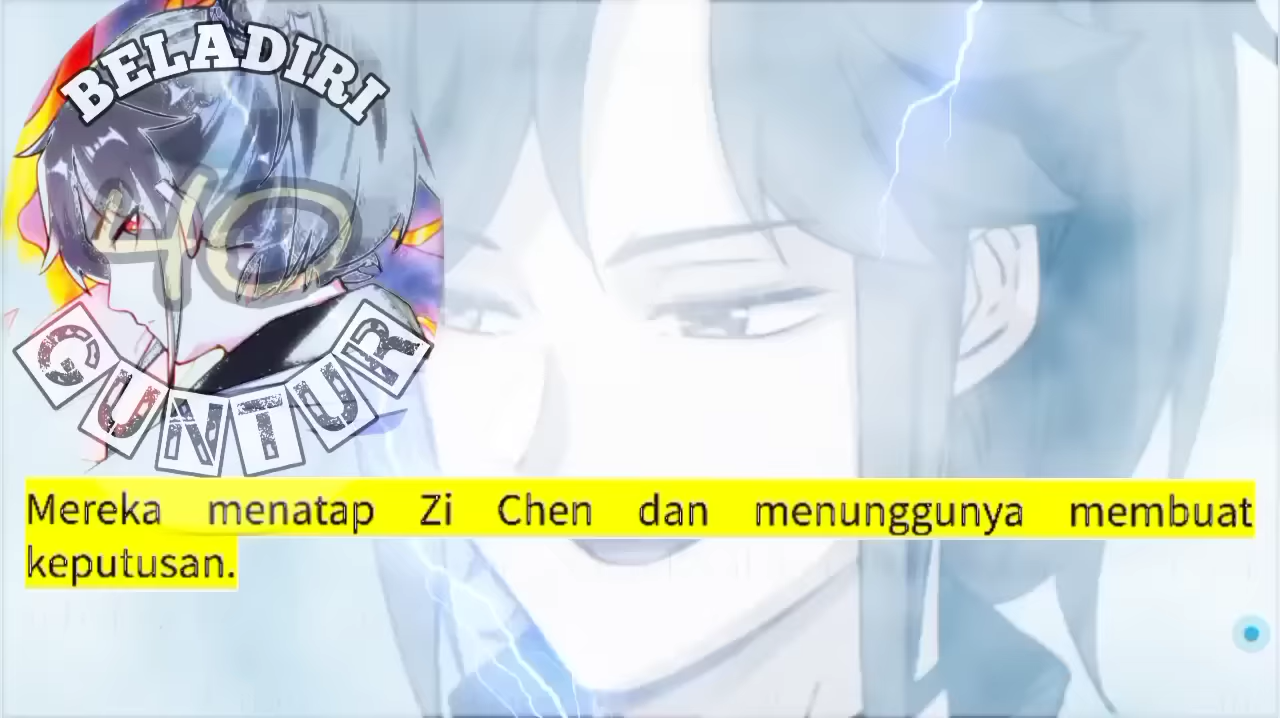 BELADIRI
40
GUNTUR
Mereka menatap Zi Chen dan menunggunya membuat
keputusan.